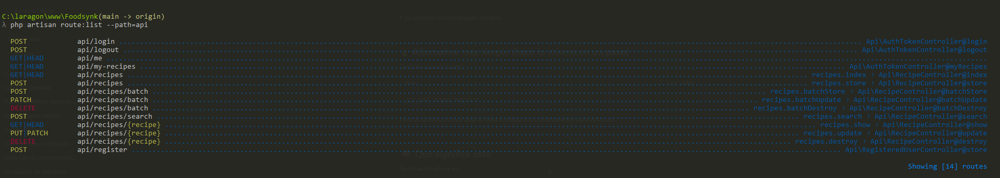 C:\laragon\www\Foodsynk(main -> origin)
λ php artisan route:list --path=api
POST api/login Api\AuthTokenController@login
POST api/logout Api\AuthTokenController@logout
GET|HEAD api/me
GET|HEAD api/my-recipes Api\AuthTokenController@myRecipes
GET|HEAD api/recipes recipes.index › Api\RecipeController@index
POST api/recipes recipes.store › Api\RecipeController@store
POST api/recipes/batch recipes.batchStore › Api\RecipeController@batchStore
PATCH api/recipes/batch recipes.batchUpdate › Api\RecipeController@batchUpdate
DELETE api/recipes/batch recipes.batchDestroy › Api\RecipeController@batchDestroy
POST api/recipes/search recipes.search › Api\RecipeController@search
GET|HEAD api/recipes/{recipe} recipes.show › Api\RecipeController@show
PUT|PATCH api/recipes/{recipe} recipes.update › Api\RecipeController@update
DELETE api/recipes/{recipe} recipes.destroy › Api\RecipeController@destroy
POST api/register Api\RegisteredUserController@store
Showing [14] routes